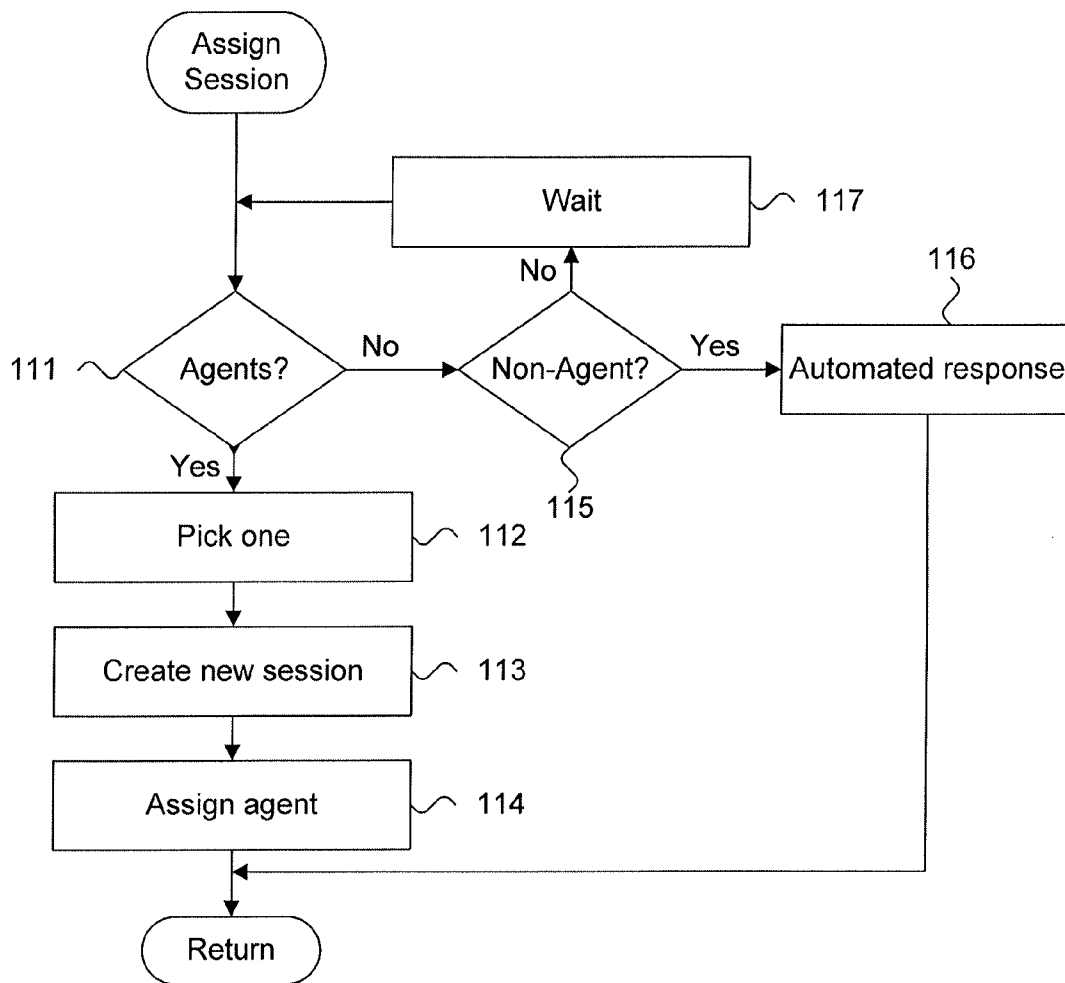 Assign
Session
Wait
117
No
116
111
Agents?
No
Non-Agent?
Yes
Automated response
Yes
115
Pick one
112
Create new session
113
Assign agent
114
Return